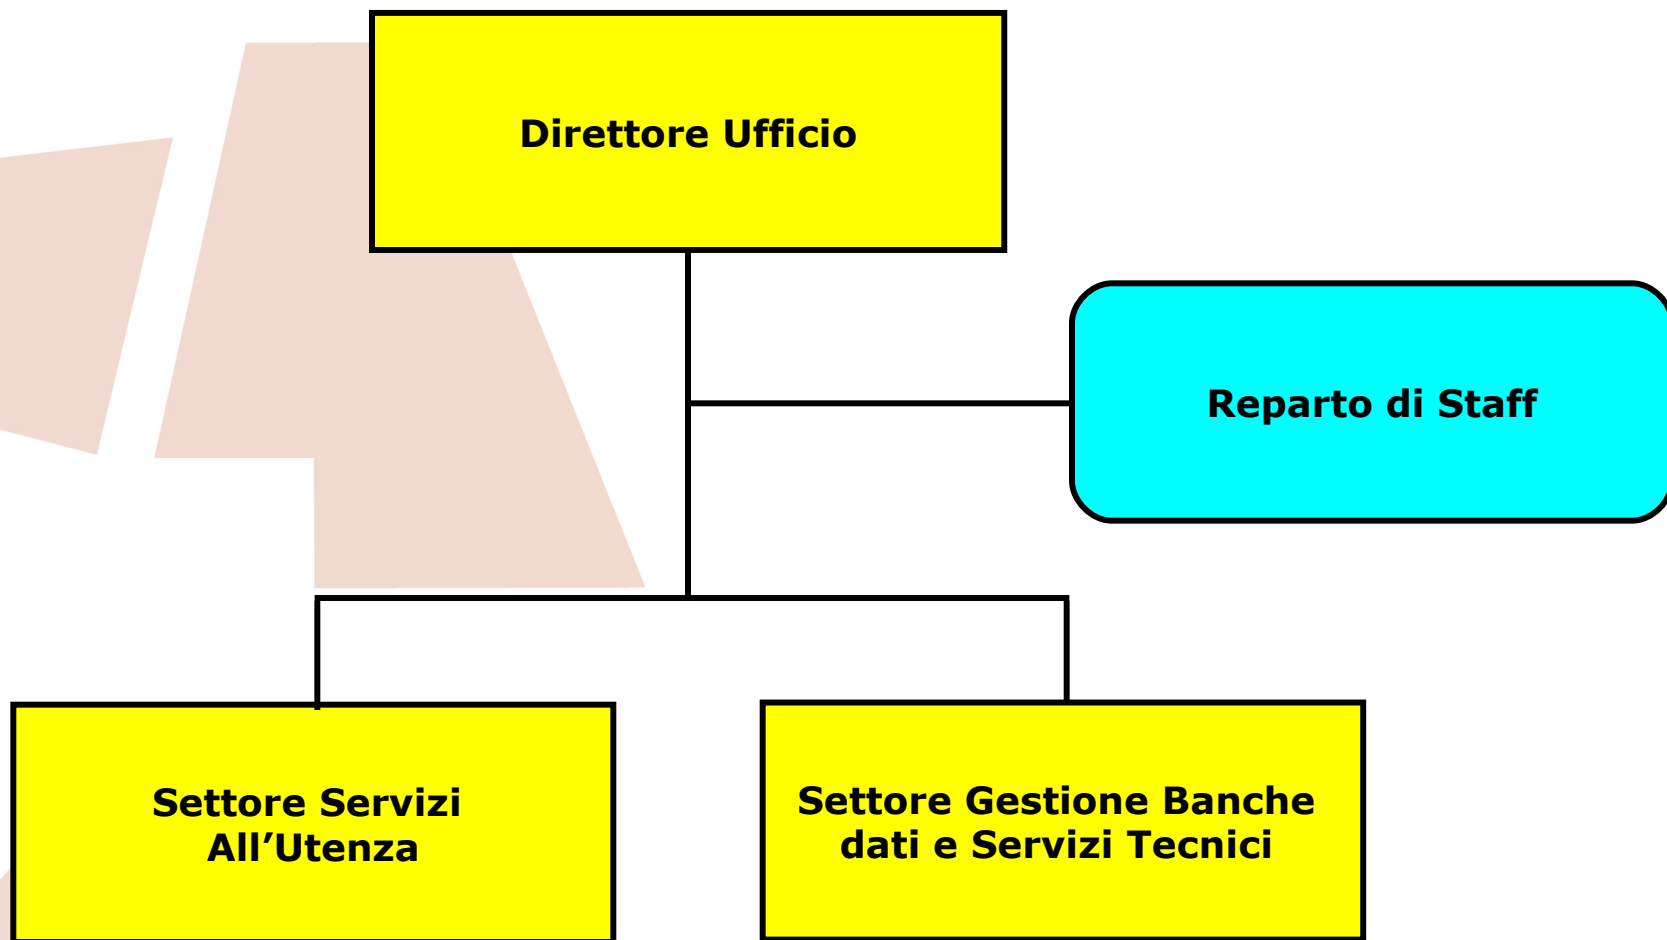 Direttore Ufficio
Reparto di Staff
Settore Servizi
All’Utenza
Settore Gestione Banche
dati e Servizi Tecnici